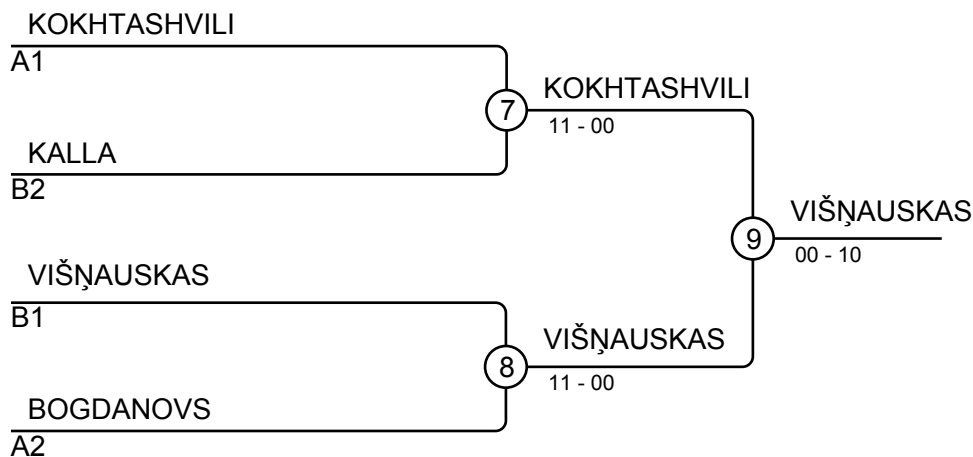 KOKHTASHVILI
A1
7
KOKHTASHVILI
11 - 00
KALLA
B2
9
VIŠŅAUSKAS
00 - 10
VIŠŅAUSKAS
B1
8
VIŠŅAUSKAS
11 - 00
BOGDANOVS
A2